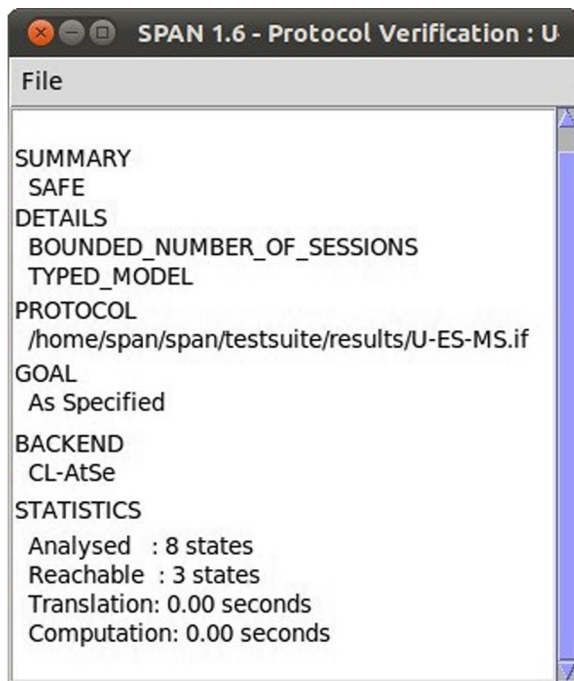 SPAN 1.6 - Protocol Verification : U-
File
SUMMARY
SAFE
DETAILS
BOUNDED_NUMBER_OF_SESSIONS
TYPED_MODEL
PROTOCOL
/home/span/span/testsuite/results/U-ES-MS.if
GOAL
As Specified
BACKEND
CL-AtSe
STATISTICS
Analysed : 8 states
Reachable : 3 states
Translation: 0.00 seconds
Computation: 0.00 seconds